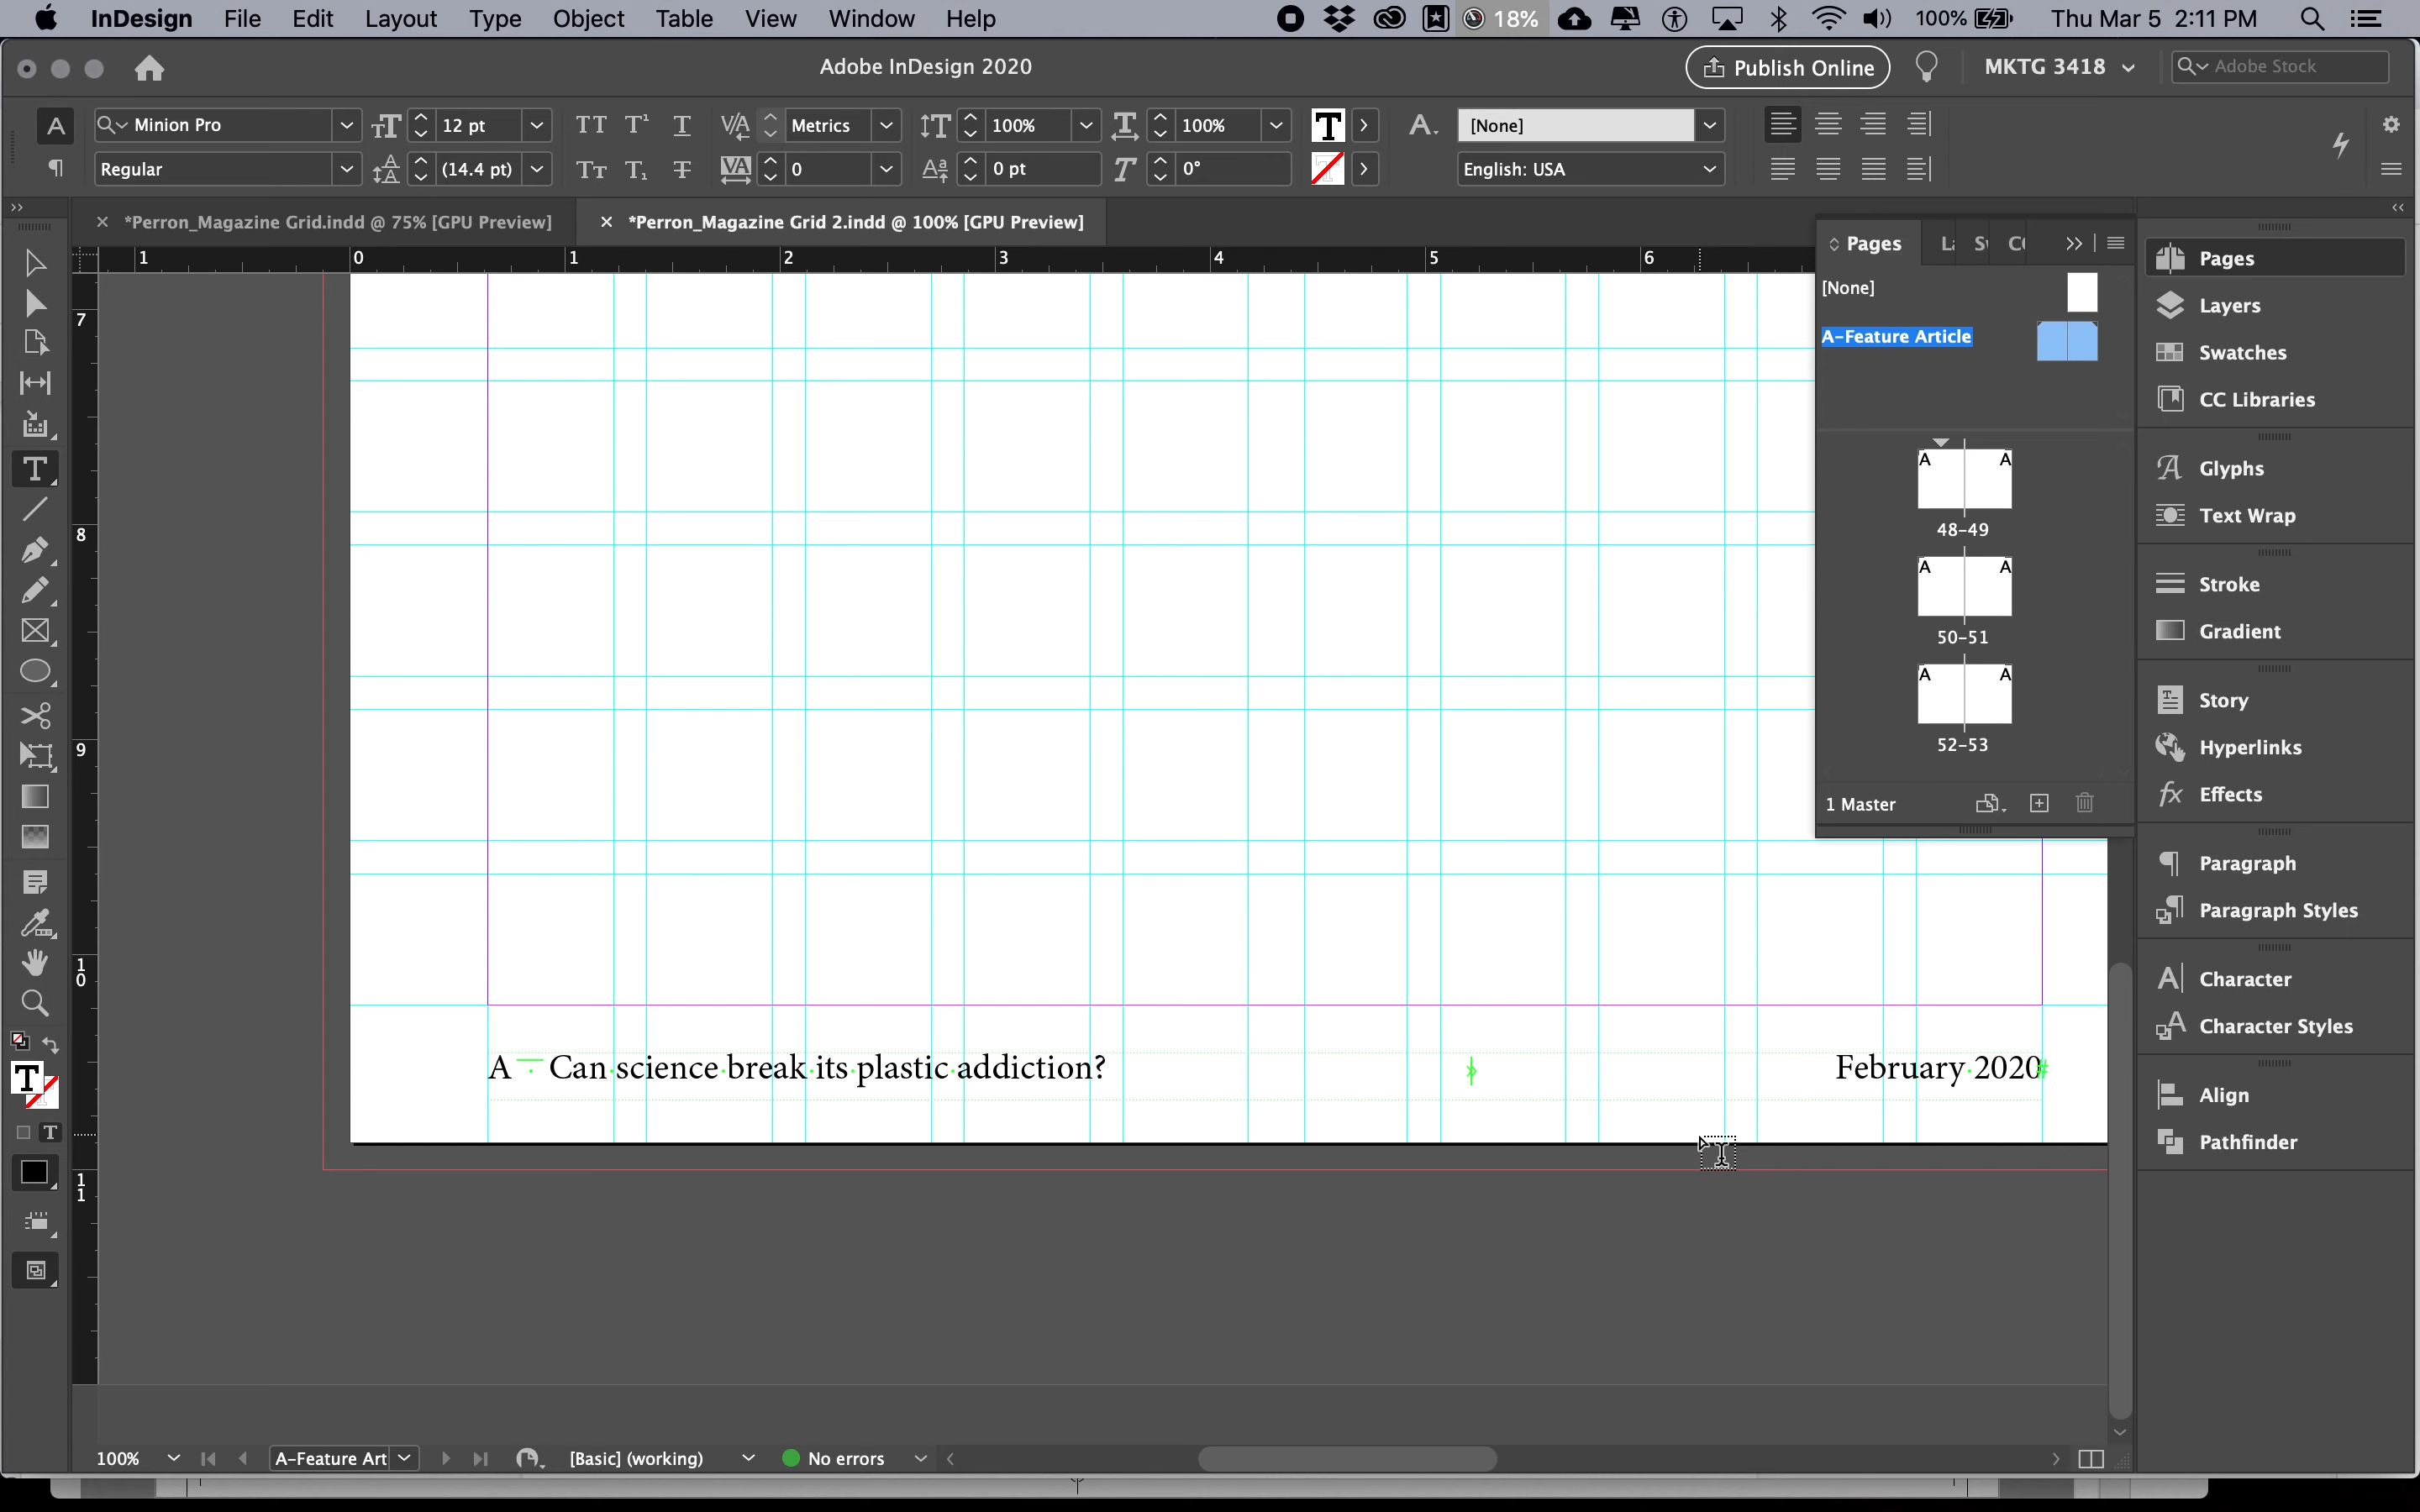 InDesign File Edit Layout Type Object Table View Window Help 18% 100% Thu Mar 5 2:11 PM
Adobe InDesign 2020 Publish Online MKTG 3418 Adobe Stock
A Minion Pro 12 pt Metrics 100% 100% [None]
Regular (14.4 pt) 0 0 pt 0° English: USA
*Perron_Magazine Grid.indd @ 75% [GPU Preview] *Perron_Magazine Grid 2.indd @ 100% [GPU Preview]
1 0 1 2 3 4 5 6
7
8
9
10
11
Pages
[None]
A-Feature Article
A A
48-49
A A
50-51
A A
52-53
1 Master
Pages
Layers
Swatches
CC Libraries
Glyphs
Text Wrap
Stroke
Gradient
Story
Hyperlinks
Effects
Paragraph
Paragraph Styles
Character
Character Styles
Align
Pathfinder
A Can science break its plastic addiction? February 2020
100% A-Feature Art [Basic] (working) No errors